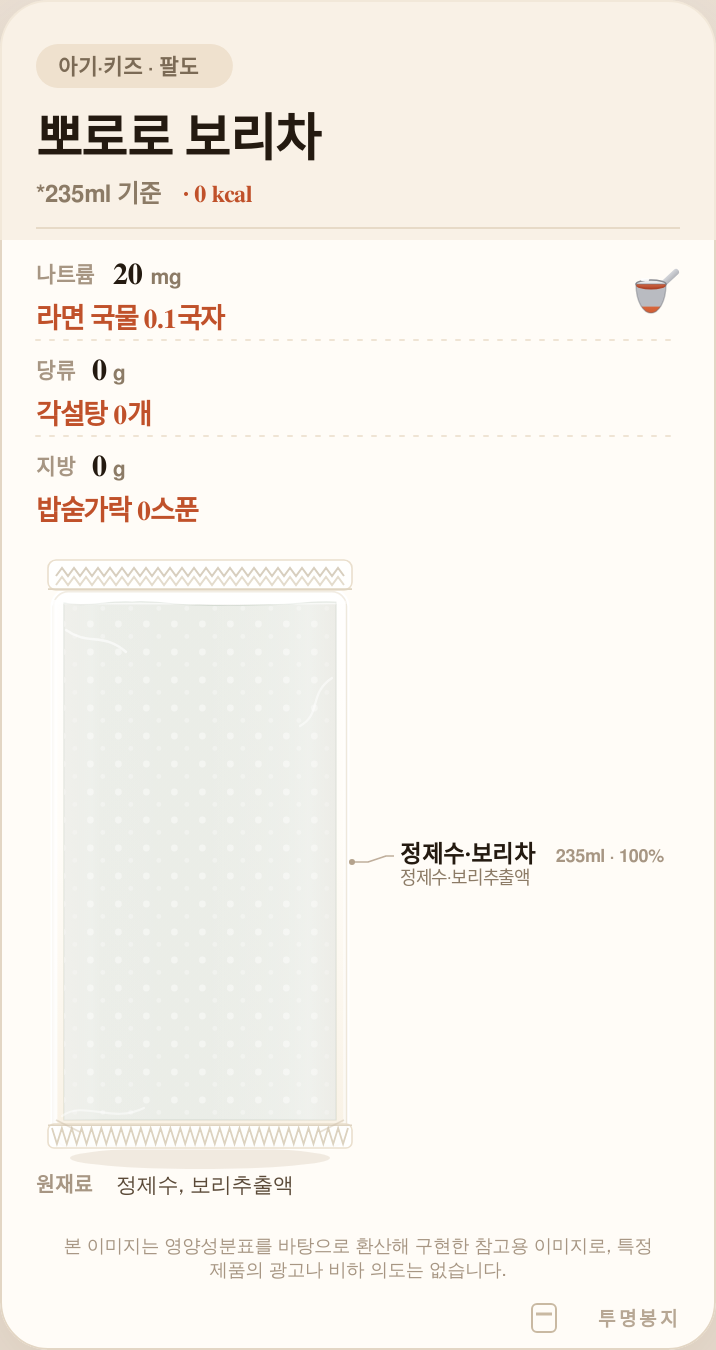 아기·키즈 · 팔도
뽀로로 보리차
*235ml 기준 · 0 kcal
나트륨 20 mg
라면 국물 0.1국자
당류 0 g
각설탕 0개
지방 0 g
밥숟가락 0스푼
정제수·보리차 235ml · 100%
정제수·보리추출액
원재료 정제수, 보리추출액
본 이미지는 영양성분표를 바탕으로 환산해 구현한 참고용 이미지로, 특정
제품의 광고나 비하 의도는 없습니다.
투명봉지